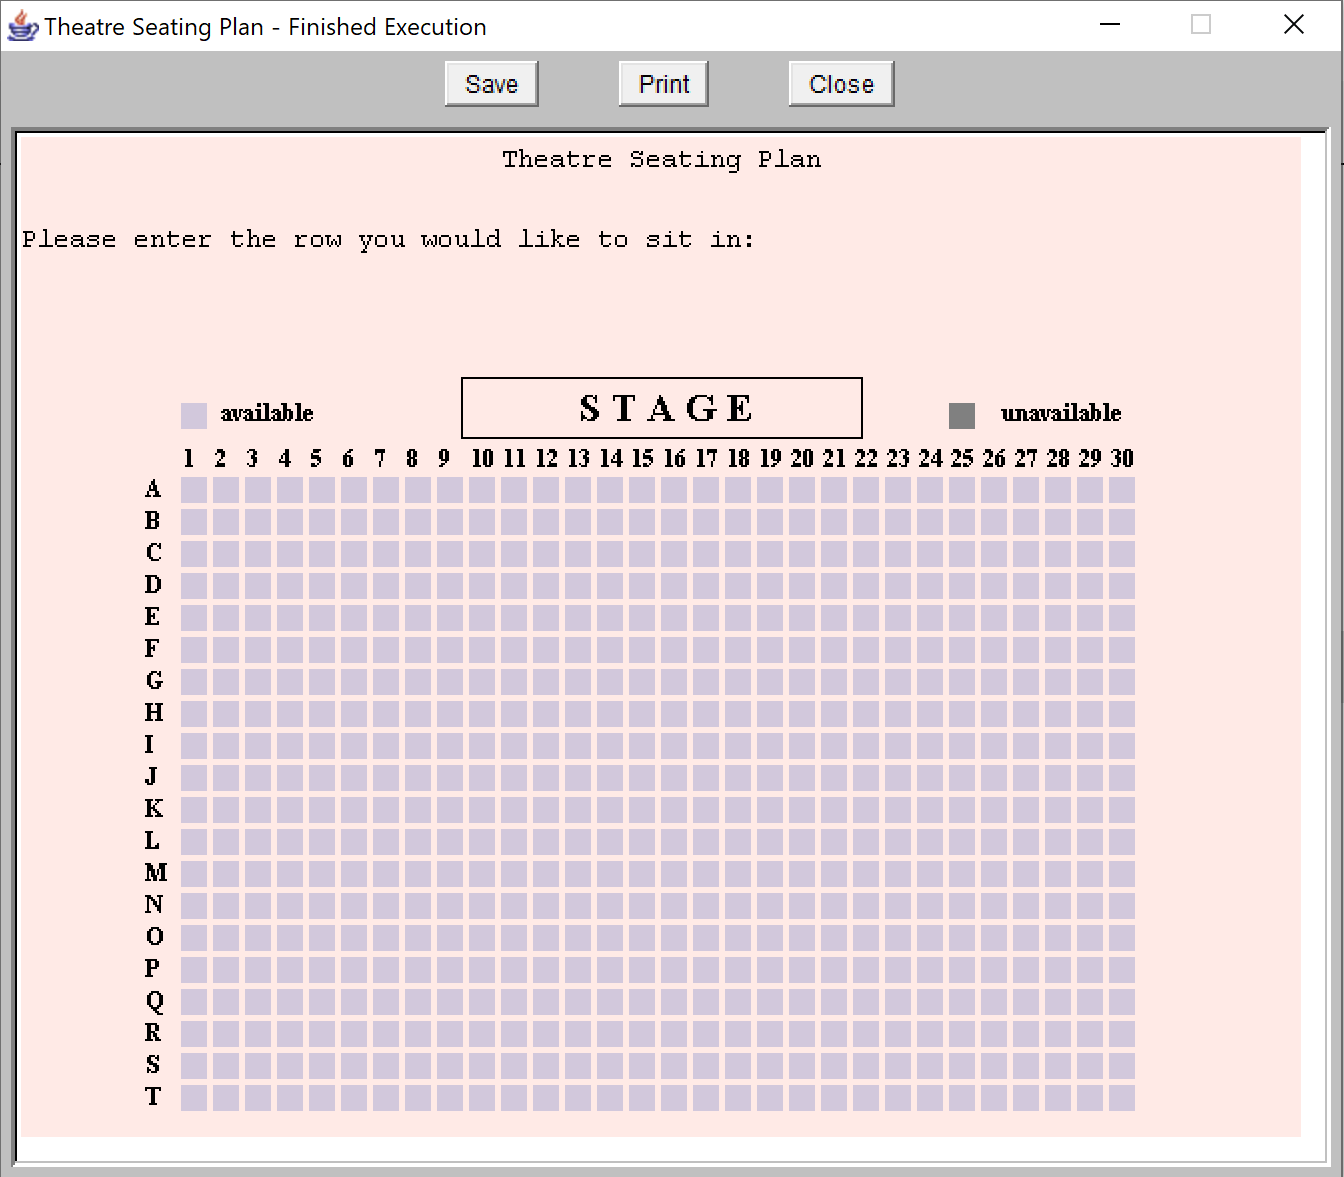 Theatre Seating Plan - Finished Execution
Save Print Close
Theatre Seating Plan
Please enter the row you would like to sit in:
available S T A G E unavailable
1 2 3 4 5 6 7 8 9 10 11 12 13 14 15 16 17 18 19 20 21 22 23 24 25 26 27 28 29 30
A
B
C
D
E
F
G
H
I
J
K
L
M
N
O
P
Q
R
S
T